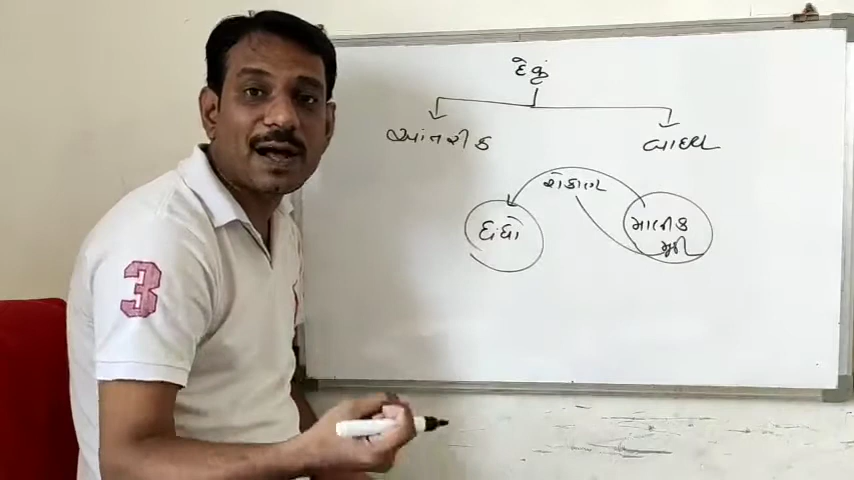 દેવું
આંતરીક
બાહ્ય
રોકાણ
ધંધો
માલીક
મુળ
3